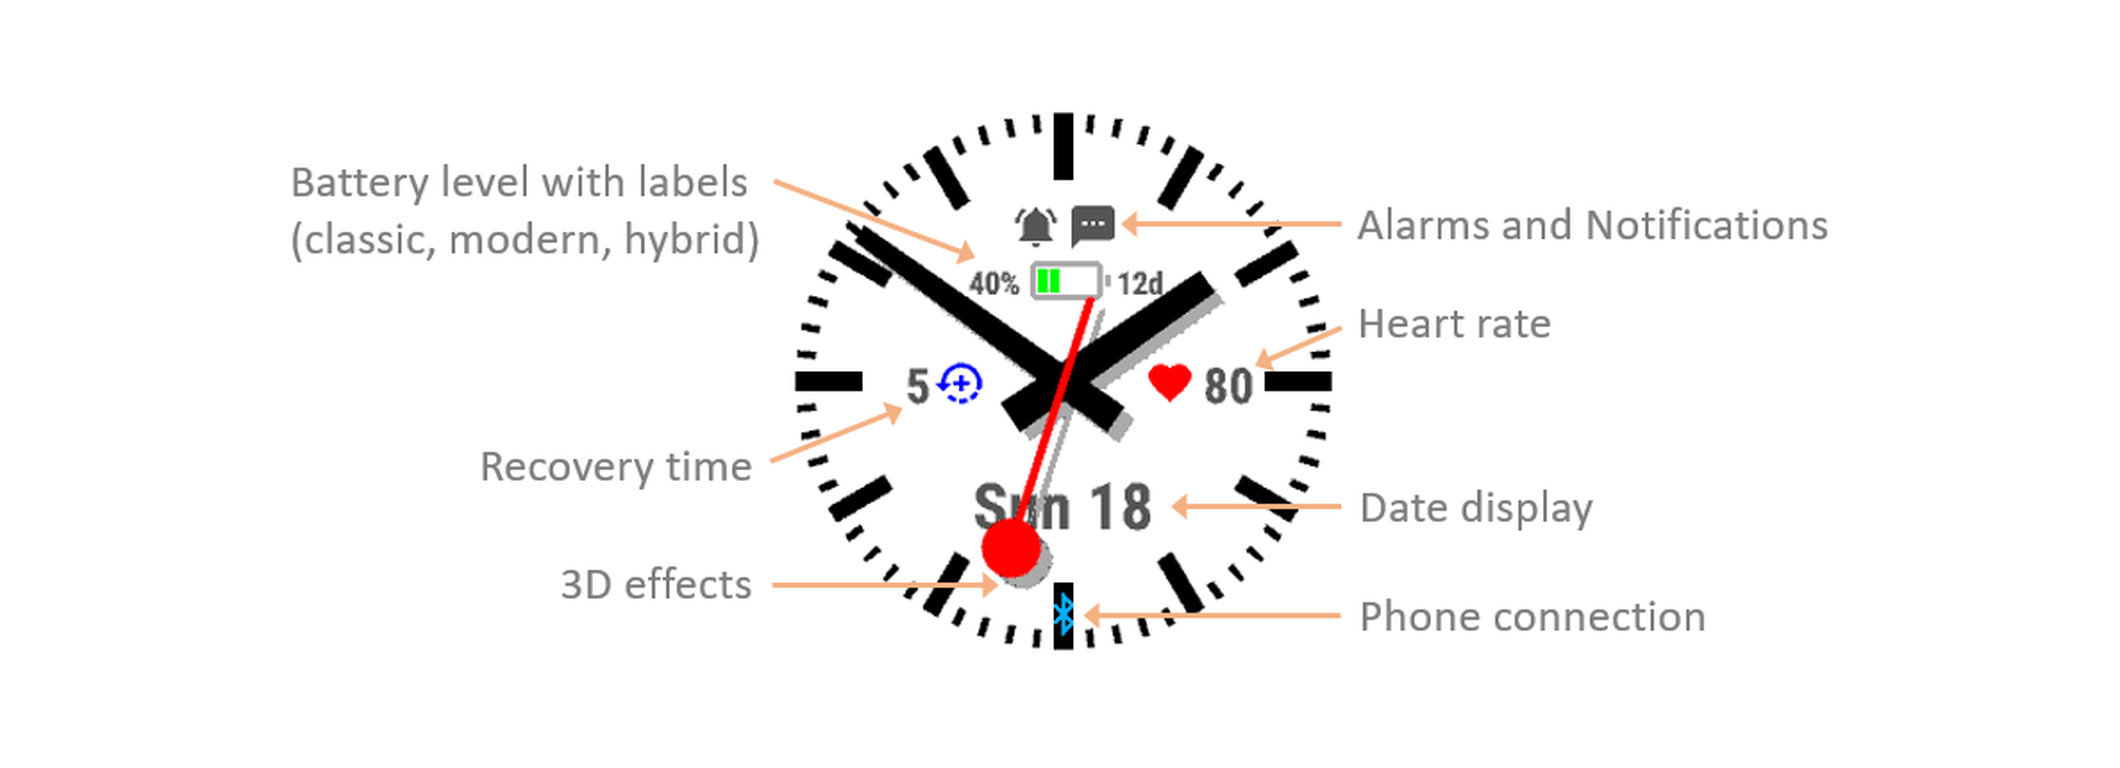 Battery level with labels
(classic, modern, hybrid)
Alarms and Notifications
40% 12d
Heart rate
5 80
Recovery time
Sun 18
Date display
3D effects
Phone connection